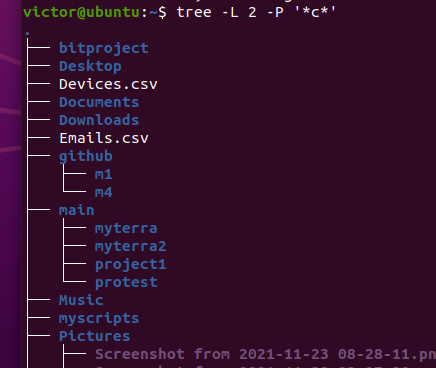 victor@ubuntu:~$ tree -L 2 -P '*c*'
.
├── bitproject
├── Desktop
├── Devices.csv
├── Documents
├── Downloads
├── Emails.csv
├── github
│   ├── m1
│   └── m4
├── main
│   ├── myterra
│   ├── myterra2
│   ├── project1
│   └── protest
├── Music
├── myscripts
├── Pictures
│   ├── Screenshot from 2021-11-23 08-28-11.pn